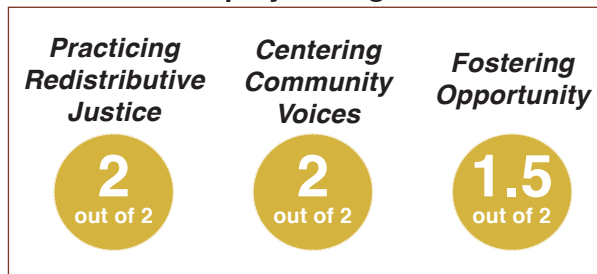 Practicing
Redistributive
Justice
2
out of 2
Centering
Community
Voices
2
out of 2
Fostering
Opportunity
1.5
out of 2